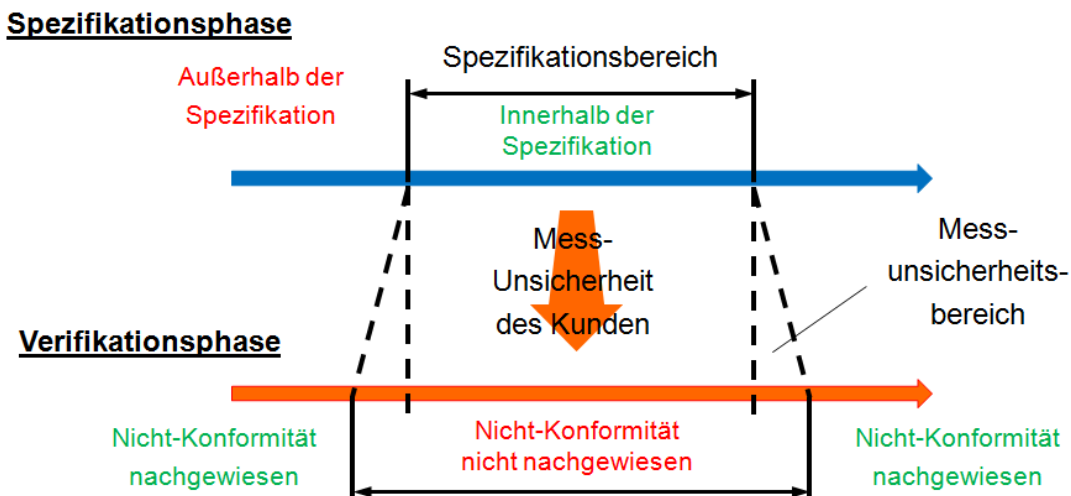 Spezifikationsphase
Spezifikationsbereich
Außerhalb der
Spezifikation
Innerhalb der
Spezifikation
Mess-
Unsicherheit
des Kunden
Mess-
unsicherheits-
bereich
Verifikationsphase
Nicht-Konformität
nachgewiesen
Nicht-Konformität
nicht nachgewiesen
Nicht-Konformität
nachgewiesen